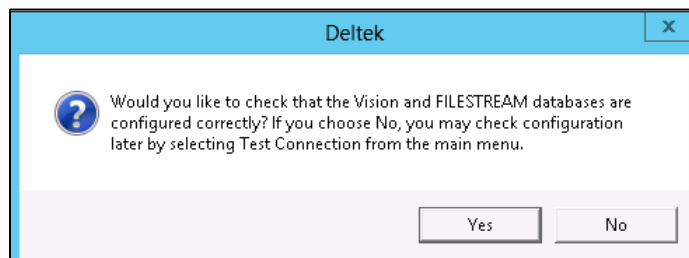 Deltek
x
Would you like to check that the Vision and FILESTREAM databases are
configured correctly? If you choose No, you may check configuration
later by selecting Test Connection from the main menu.
Yes No